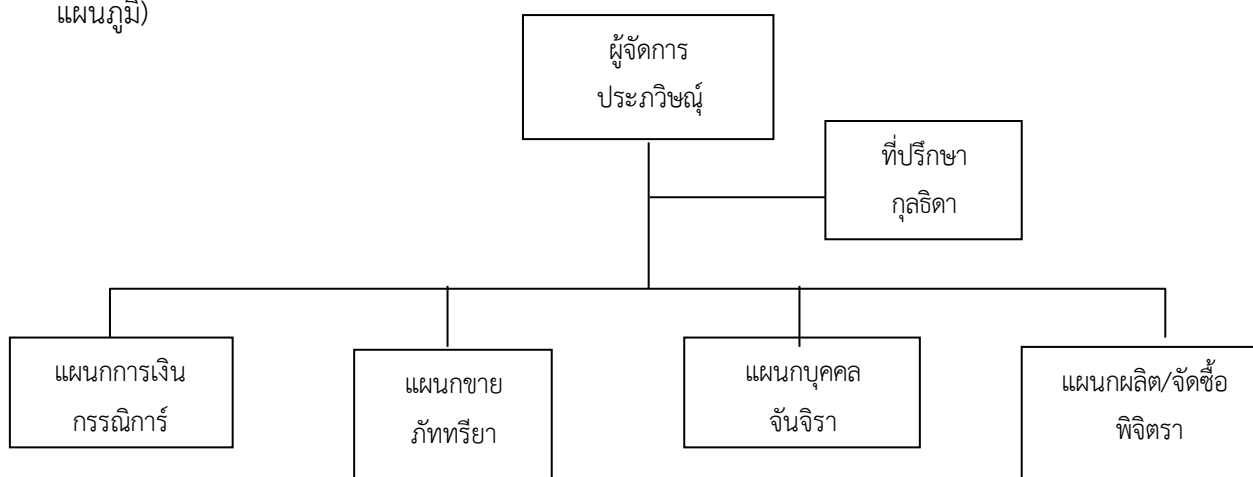 แผนภูมิ)
ผู้จัดการ
ประภวิษณุ์
ที่ปรึกษา
กุลธิดา
แผนกการเงิน
กรรณิการ์
แผนกขาย
ภัททรียา
แผนกบุคคล
จันจิรา
แผนกผลิต/จัดซื้อ
พิจิตรา